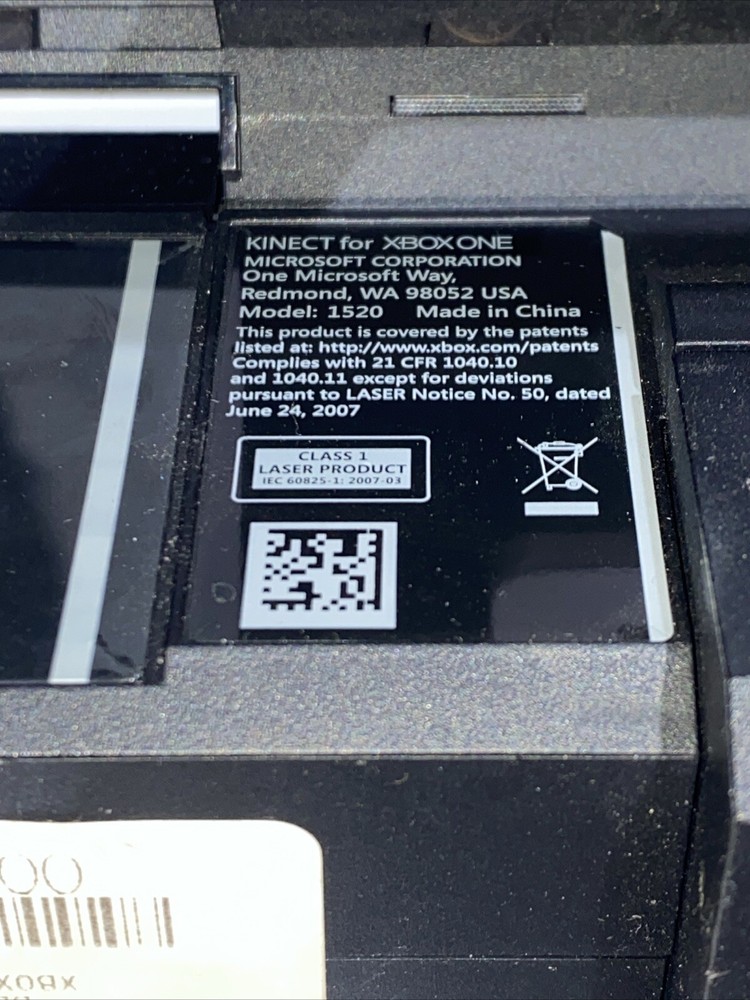 KINECT for XBOX ONE
MICROSOFT CORPORATION
One Microsoft Way,
Redmond, WA 98052 USA
Model: 1520 Made in China
This product is covered by the patents
listed at: http://www.xbox.com/patents
Complies with 21 CFR 1040.10
and 1040.11 except for deviations
pursuant to LASER Notice No. 50, dated
June 24, 2007
CLASS 1
LASER PRODUCT
IEC 60825-1: 2007-03